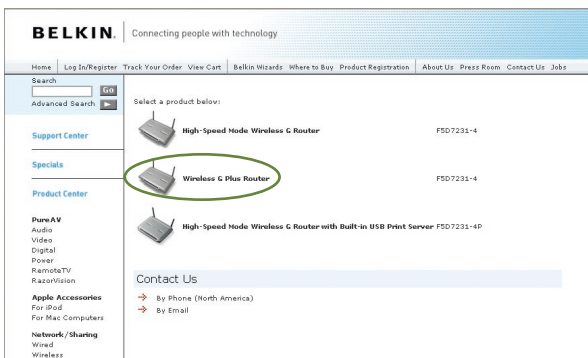 BELKIN. Connecting people with technology
Home Log In/Register Track Your Order View Cart Belkin Wizards Where to Buy Product Registration About Us Press Room Contact Us Jobs
Search
Go
Advanced Search
Select a product below:
High-Speed Mode Wireless G Router F5D7231-4
Support Center
Specials
Wireless G Plus Router F5D7231-4
Product Center
High-Speed Mode Wireless G Router with Built-in USB Print Server F5D7231-4P
PureAV
Audio
Video
Digital
Power
RemoteTV
RazorVision
Contact Us
By Phone (North America)
By Email
Apple Accessories
For iPod
For Mac Computers
Network/Sharing
Wired
Wireless